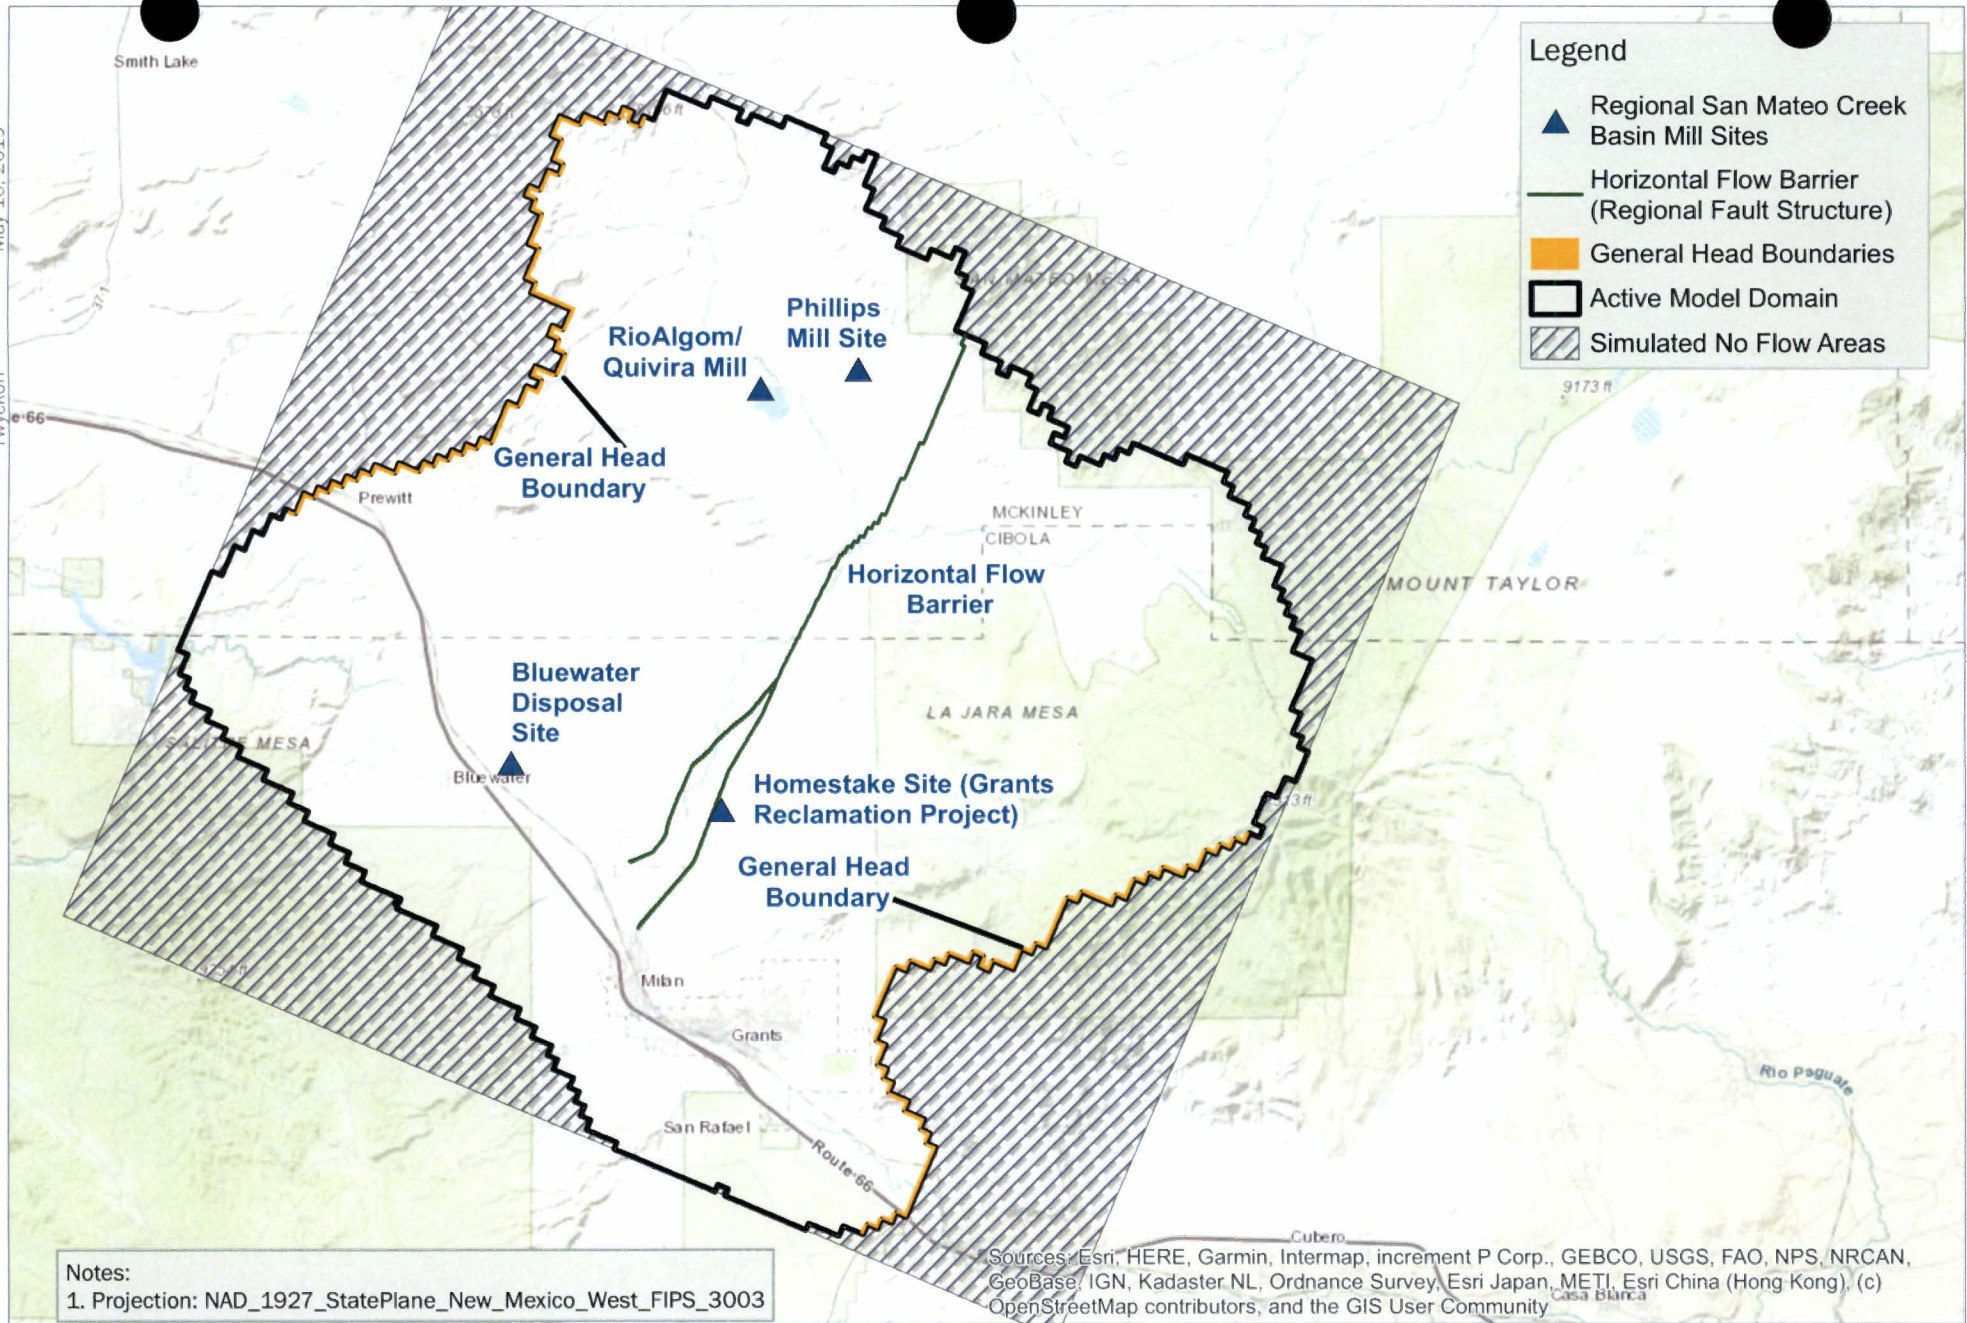 Smith Lake
Legend
Regional San Mateo Creek
Basin Mill Sites
Horizontal Flow Barrier
(Regional Fault Structure)
General Head Boundaries
Active Model Domain
Simulated No Flow Areas
9173 ft
Phillips
Mill Site
RioAlgom/
Quivira Mill
General Head
Boundary
Prewitt
371
MCKINLEY
CIBOLA
Horizontal Flow
Barrier
MOUNT TAYLOR
Bluewater
Disposal
Site
Bluewater
LA JARA MESA
Homestake Site (Grants
Reclamation Project)
General Head
Boundary
Milan
Grants
San Rafael
Route 66
Rio Paguate
Cubero
Casa Blanca
Sources: Esri, HERE, Garmin, Intermap, increment P Corp., GEBCO, USGS, FAO, NPS, NRCAN,
GeoBase, IGN, Kadaster NL, Ordnance Survey, Esri Japan, METI, Esri China (Hong Kong), (c)
OpenStreetMap contributors, and the GIS User Community
Notes:
1. Projection: NAD_1927_StatePlane_New_Mexico_West_FIPS_3003